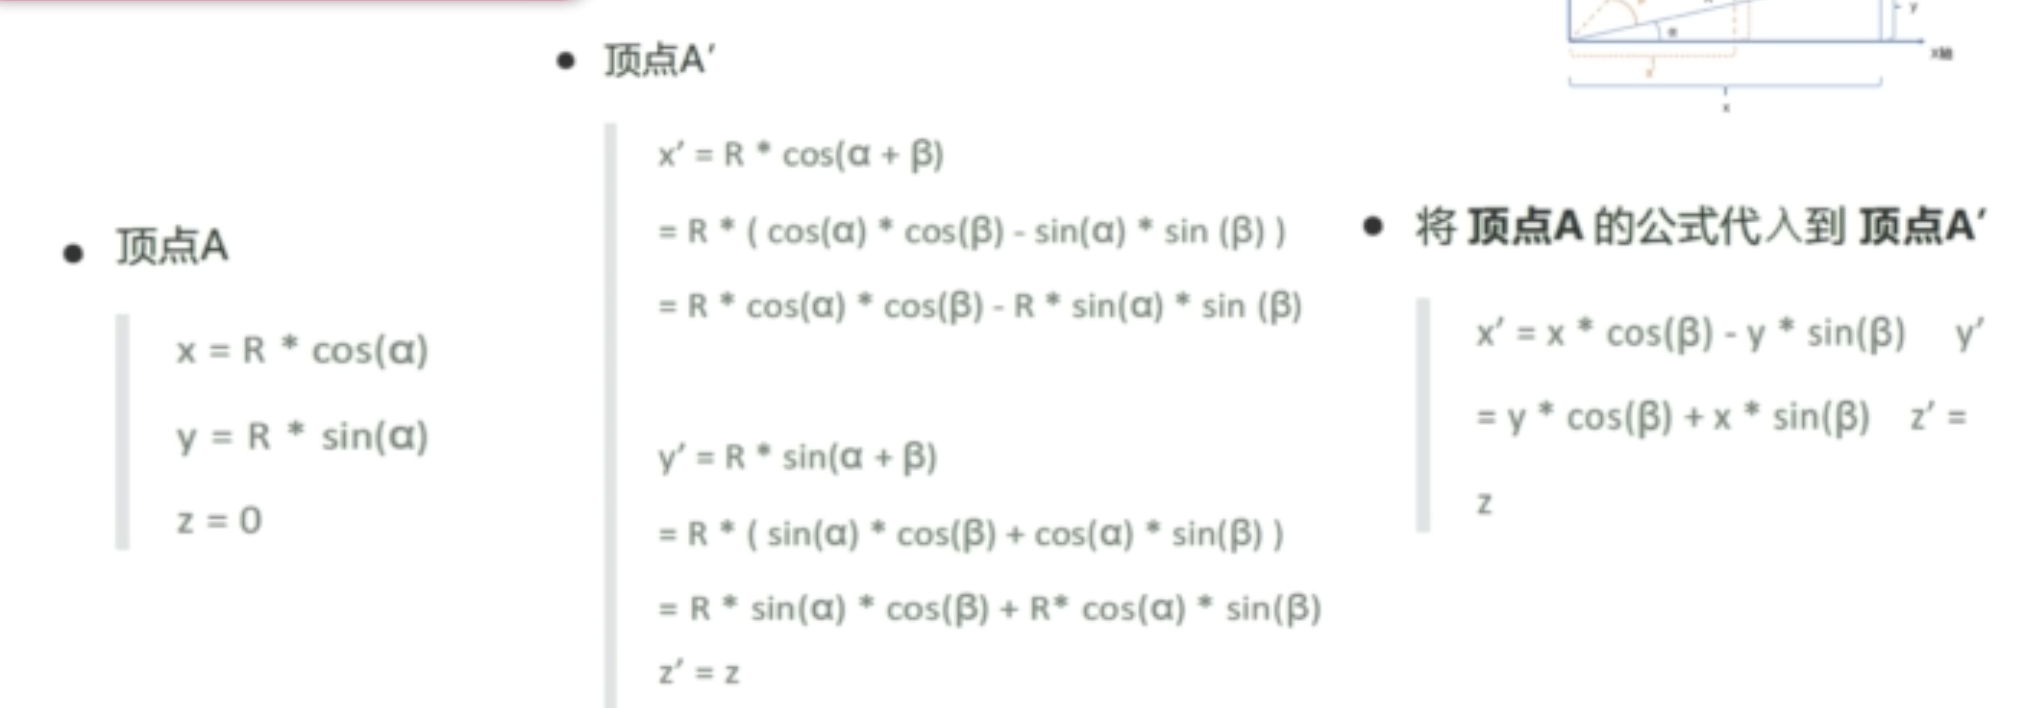 顶点A
x = R * cos(α)
y = R * sin(α)
z = 0
顶点A′
x′ = R * cos(α + β)
= R * ( cos(α) * cos(β) - sin(α) * sin (β) )
= R * cos(α) * cos(β) - R * sin(α) * sin (β)
y′ = R * sin(α + β)
= R * ( sin(α) * cos(β) + cos(α) * sin(β) )
= R * sin(α) * cos(β) + R* cos(α) * sin(β)
z′ = z
y
α
x轴
x
将 顶点A 的公式代入到 顶点A′
x′ = x * cos(β) - y * sin(β) y′
= y * cos(β) + x * sin(β) z′ =
z